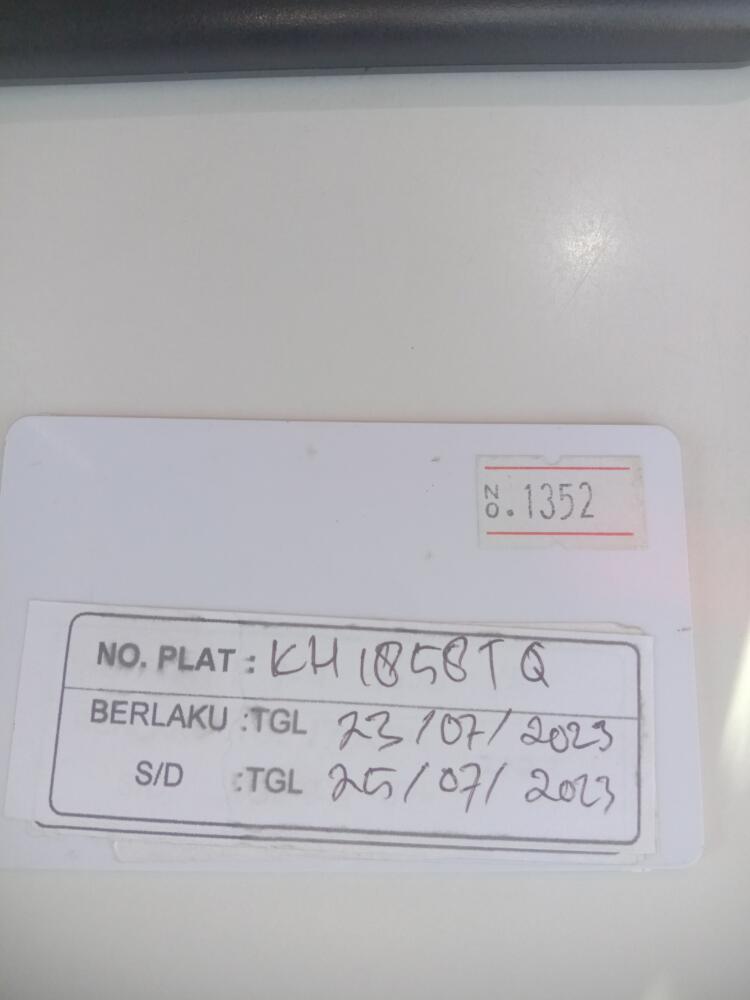 NO. 1352
NO. PLAT : KH 1858 TQ
BERLAKU :TGL 23/07/2023
S/D :TGL 25/07/2023